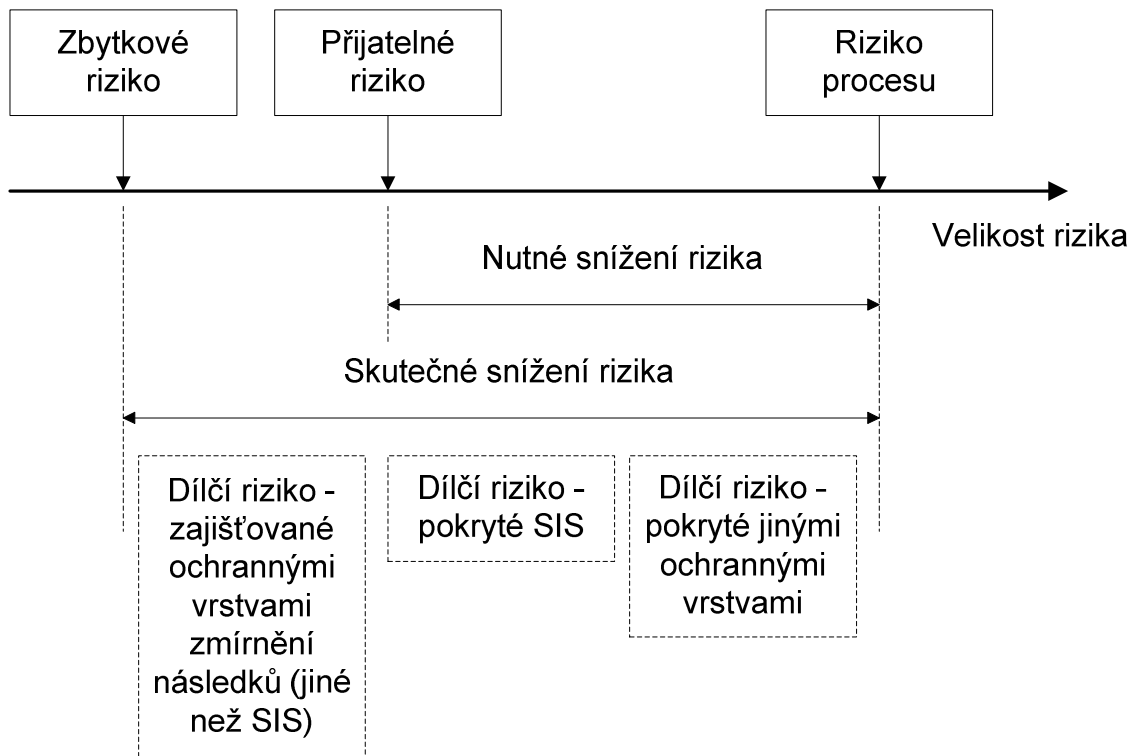 Zbytkové
riziko
Přijatelné
riziko
Riziko
procesu
Velikost rizika
Nutné snížení rizika
Skutečné snížení rizika
Dílčí riziko -
zajišťované
ochrannými
vrstvami
zmírnění
následků (jiné
než SIS)
Dílčí riziko -
pokryté SIS
Dílčí riziko -
pokryté jinými
ochrannými
vrstvami